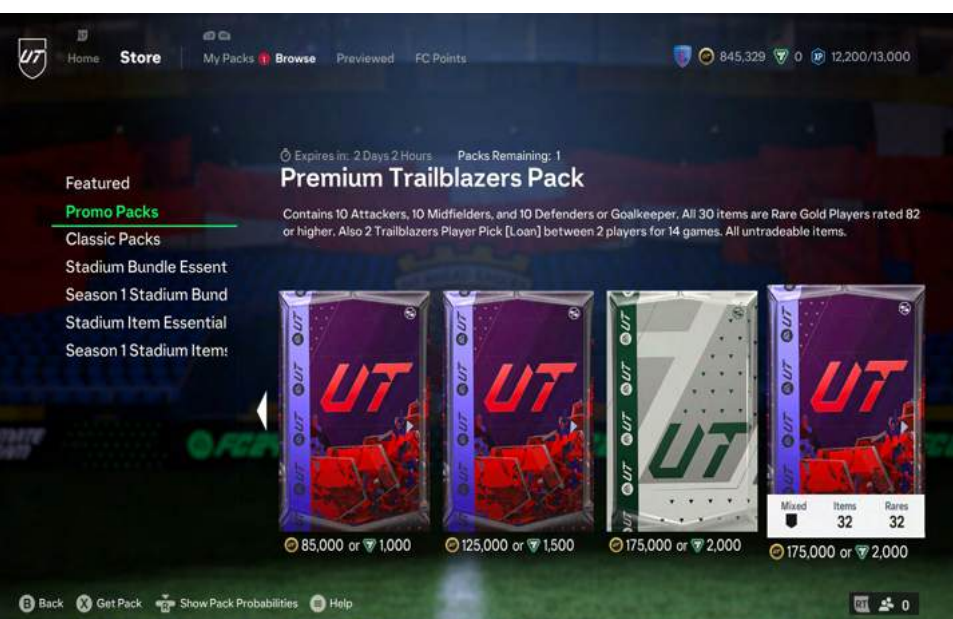 UT
Home
Store
My Packs 1 Browse Previewed FC Points
845,329 0 12,200/13,000
Expires in: 2 Days 2 Hours Packs Remaining: 1
Premium Trailblazers Pack
Contains 10 Attackers, 10 Midfielders, and 10 Defenders or Goalkeeper. All 30 items are Rare Gold Players rated 82
or higher. Also 2 Trailblazers Player Pick [Loan] between 2 players for 14 games. All untradeable items.
Featured
Promo Packs
Classic Packs
Stadium Bundle Essent
Season 1 Stadium Bund
Stadium Item Essential
Season 1 Stadium Items
UT UT UT UT
UT UT UT UT
Mixed Items Rares
32 32
85,000 or 1,000
125,000 or 1,500
175,000 or 2,000
175,000 or 2,000
B Back X Get Pack R Show Pack Probabilities Help
RT 0